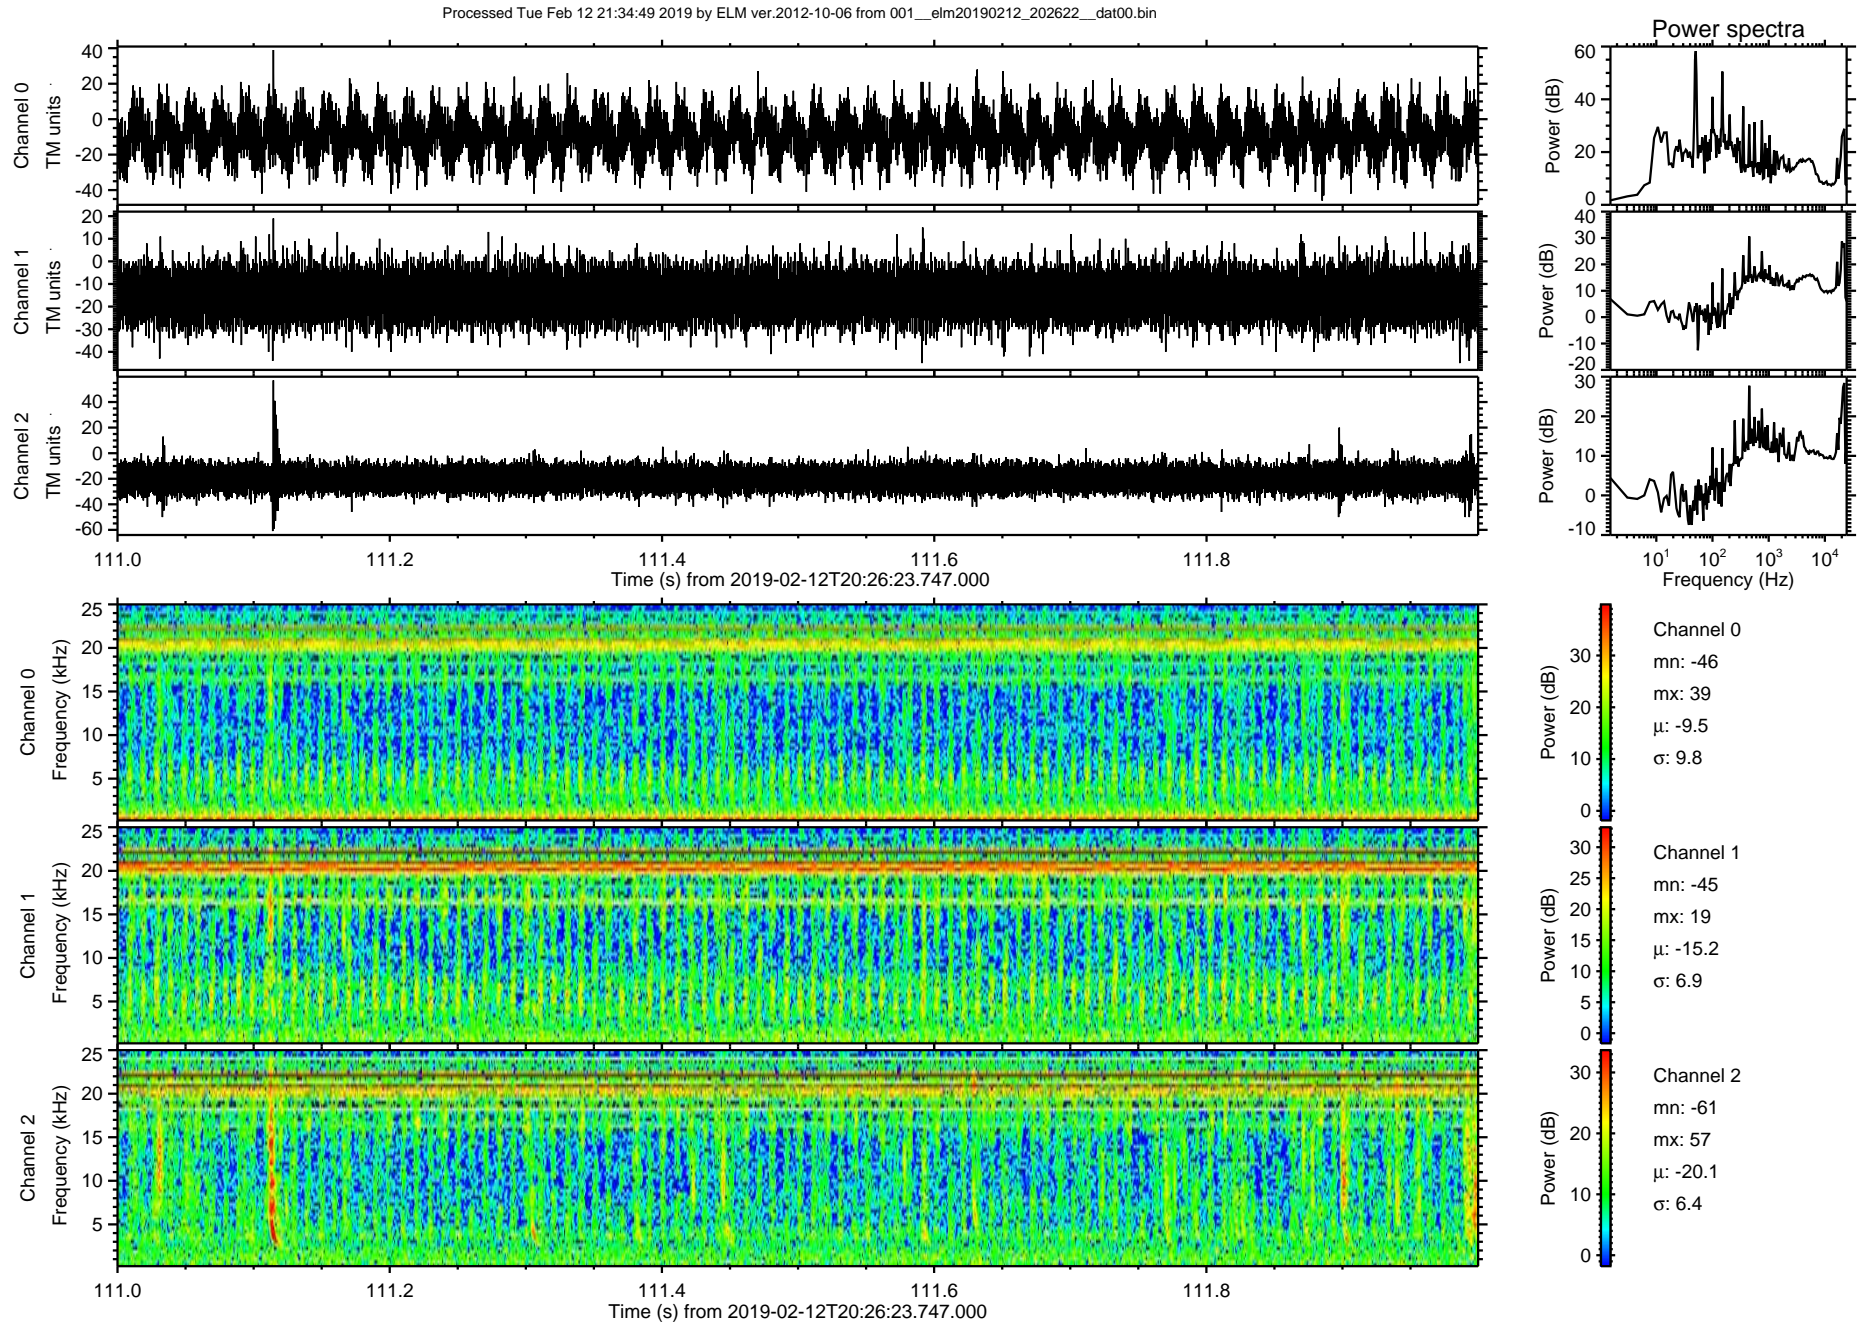 Processed Tue Feb 12 21:34:49 2019 by ELM ver.2012-10-06 from 001__elm20190212_202622__dat00.bin
Power spectra
Channel 0
TM units
40
20
0
-20
-40
Power (dB)
60
40
20
0
Channel 1
TM units
20
10
0
-10
-20
-30
-40
Power (dB)
40
30
20
10
0
-10
-20
Channel 2
TM units
40
20
0
-20
-40
-60
Power (dB)
30
20
10
0
-10
111.0 111.2 111.4 111.6 111.8
Time (s) from 2019-02-12T20:26:23.747.000
10^1 10^2 10^3 10^4
Frequency (Hz)
Channel 0
Frequency (kHz)
25
20
15
10
5
Power (dB)
30
20
10
0
Channel 0
mn: -46
mx: 39
μ: -9.5
σ: 9.8
Channel 1
Frequency (kHz)
25
20
15
10
5
Power (dB)
30
25
20
15
10
5
0
Channel 1
mn: -45
mx: 19
μ: -15.2
σ: 6.9
Channel 2
Frequency (kHz)
25
20
15
10
5
Power (dB)
30
20
10
0
Channel 2
mn: -61
mx: 57
μ: -20.1
σ: 6.4
111.0 111.2 111.4 111.6 111.8
Time (s) from 2019-02-12T20:26:23.747.000